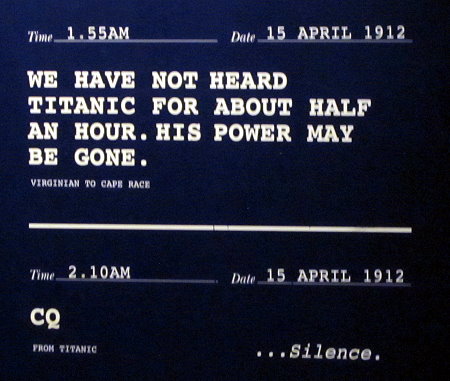 Time 1.55AM Date 15 APRIL 1912
WE HAVE NOT HEARD
TITANIC FOR ABOUT HALF
AN HOUR. HIS POWER MAY
BE GONE.
VIRGINIAN TO CAPE RACE
Time 2.10AM Date 15 APRIL 1912
CQ
FROM TITANIC
...Silence.